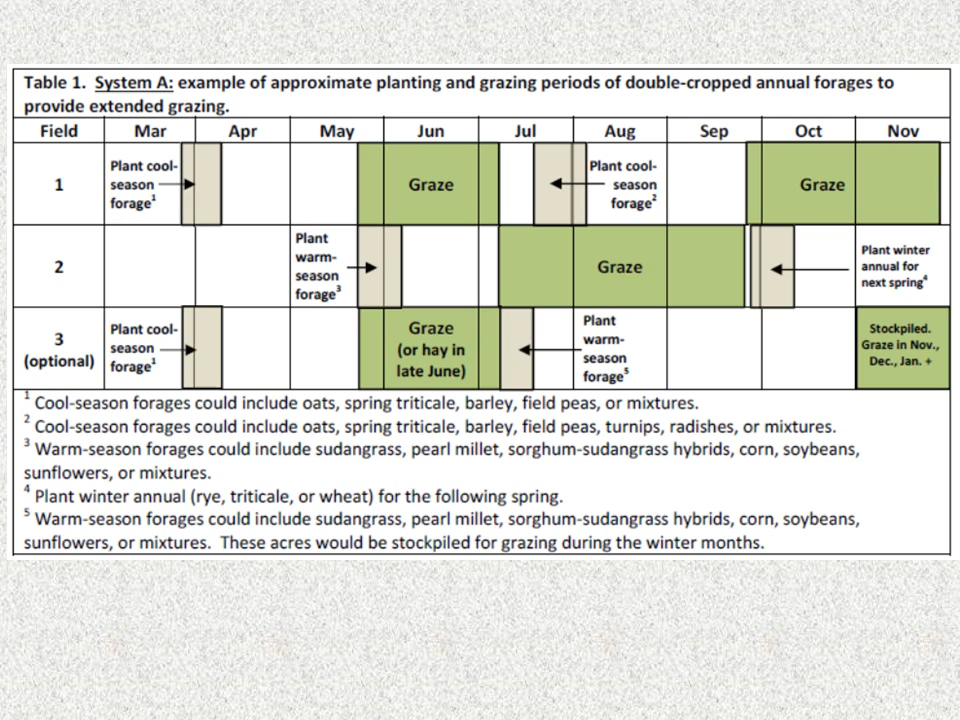 Table 1. System A: example of approximate planting and grazing periods of double-cropped annual forages to
provide extended grazing.
Field Mar Apr May Jun Jul Aug Sep Oct Nov
1
Plant cool-
season
forage1
Graze
Plant cool-
season
forage2
Graze
2
Plant
warm-
season
forage3
Graze
Plant winter
annual for
next spring4
3
(optional)
Plant cool-
season
forage1
Graze
(or hay in
late June)
Plant
warm-
season
forage5
Stockpiled.
Graze in Nov.,
Dec., Jan. +
1 Cool-season forages could include oats, spring triticale, barley, field peas, or mixtures.
2 Cool-season forages could include oats, spring triticale, barley, field peas, turnips, radishes, or mixtures.
3 Warm-season forages could include sudangrass, pearl millet, sorghum-sudangrass hybrids, corn, soybeans,
sunflowers, or mixtures.
4 Plant winter annual (rye, triticale, or wheat) for the following spring.
5 Warm-season forages could include sudangrass, pearl millet, sorghum-sudangrass hybrids, corn, soybeans,
sunflowers, or mixtures. These acres would be stockpiled for grazing during the winter months.